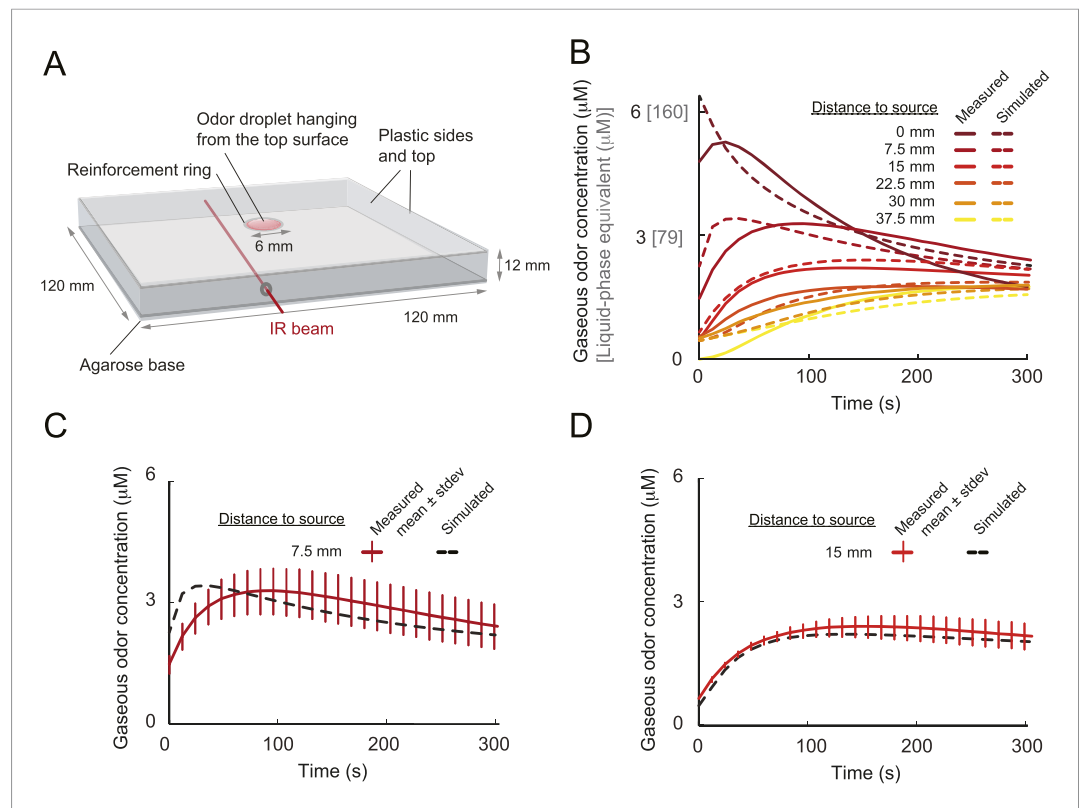 A
Odor droplet hanging
from the top surface
Plastic sides
and top
Reinforcement ring
6 mm
12 mm
120 mm
120 mm
IR beam
Agarose base
B
Gaseous odor concentration (μM)
[Liquid-phase equivalent (μM)]
6 [160]
3 [79]
0
0
100
200
300
Time (s)
Distance to source
Measured
Simulated
0 mm
7.5 mm
15 mm
22.5 mm
30 mm
37.5 mm
C
Gaseous odor concentration (μM)
6
3
0
0
100
200
300
Time (s)
Distance to source
Measured
mean ± stdev
Simulated
7.5 mm
D
Gaseous odor concentration (μM)
6
3
0
0
100
200
300
Time (s)
Distance to source
Measured
mean ± stdev
Simulated
15 mm